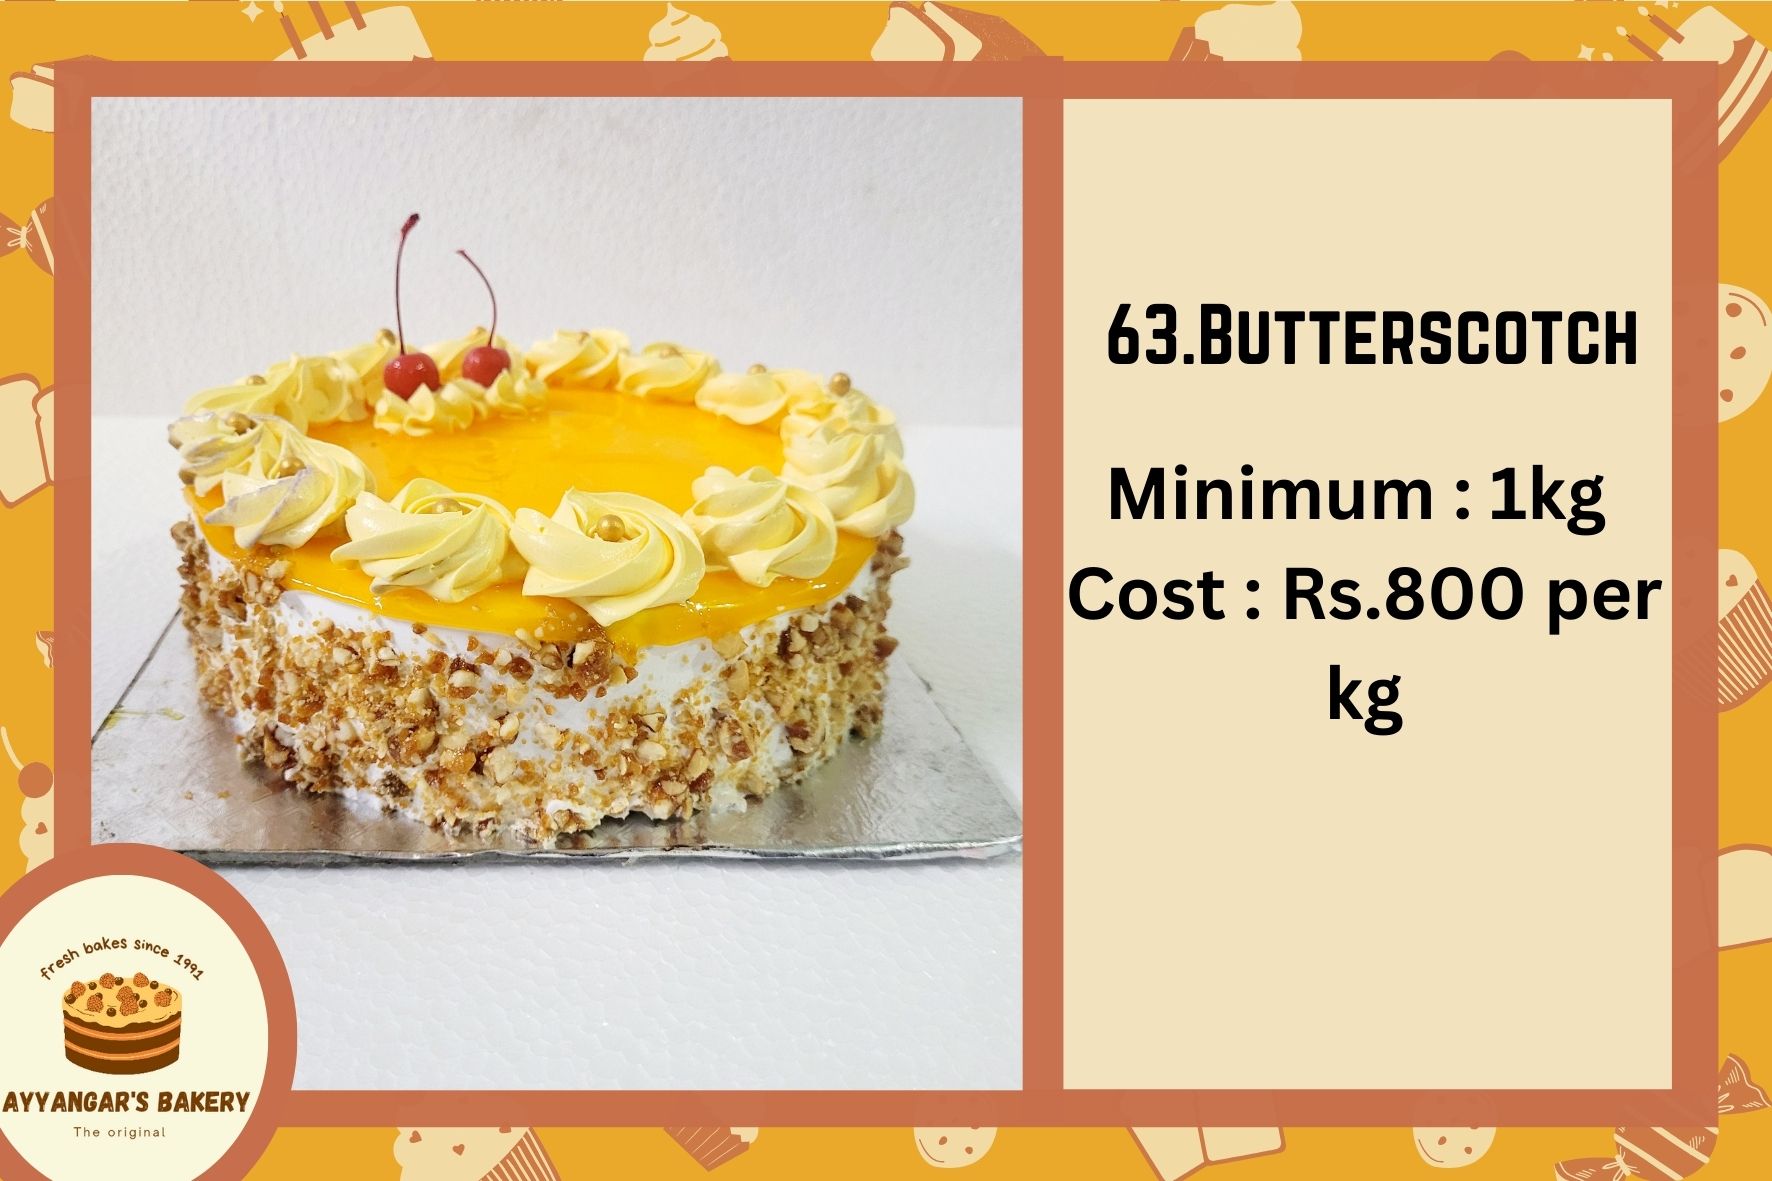 63.Butterscotch
Minimum : 1kg
Cost : Rs.800 per
kg
fresh bakes since 1991
AYYANGAR'S BAKERY
The original